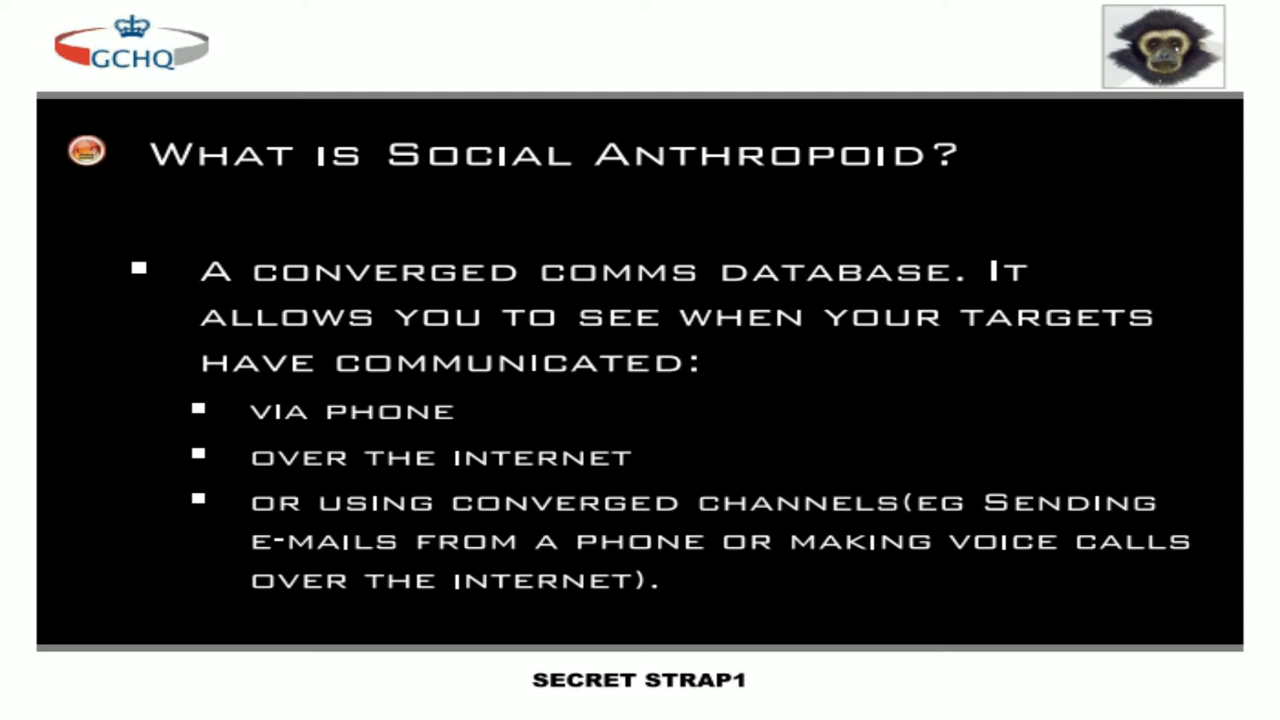 GCHQ
What is Social Anthropoid?
A converged comms database. It
allows you to see when your targets
have communicated:
via phone
over the internet
or using converged channels(eg Sending
e-mails from a phone or making voice calls
over the internet).
SECRET STRAP1